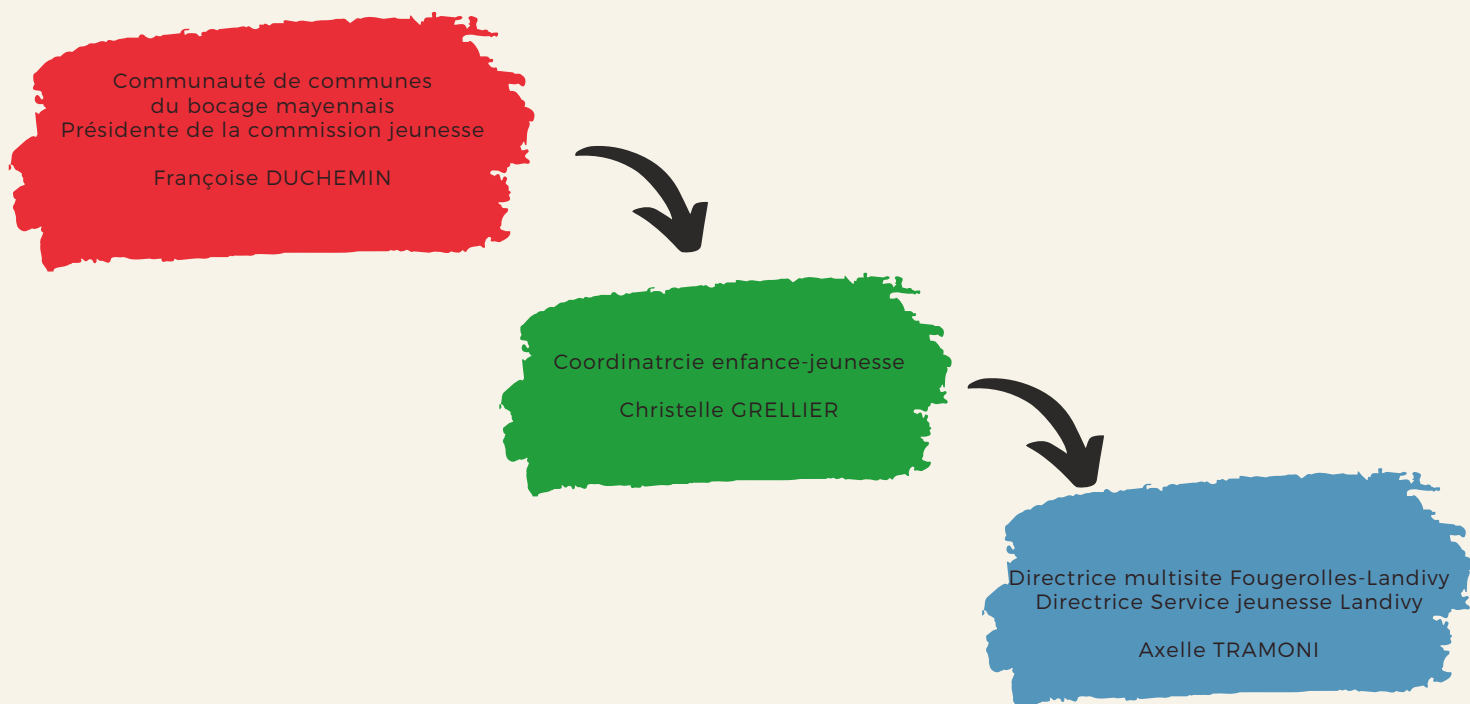 Communauté de communes
du bocage mayennais
Présidente de la commission jeunesse
Françoise DUCHEMIN
Coordinatrcie enfance-jeunesse
Christelle GRELLIER
Directrice multisite Fougerolles-Landivy
Directrice Service jeunesse Landivy
Axelle TRAMONI